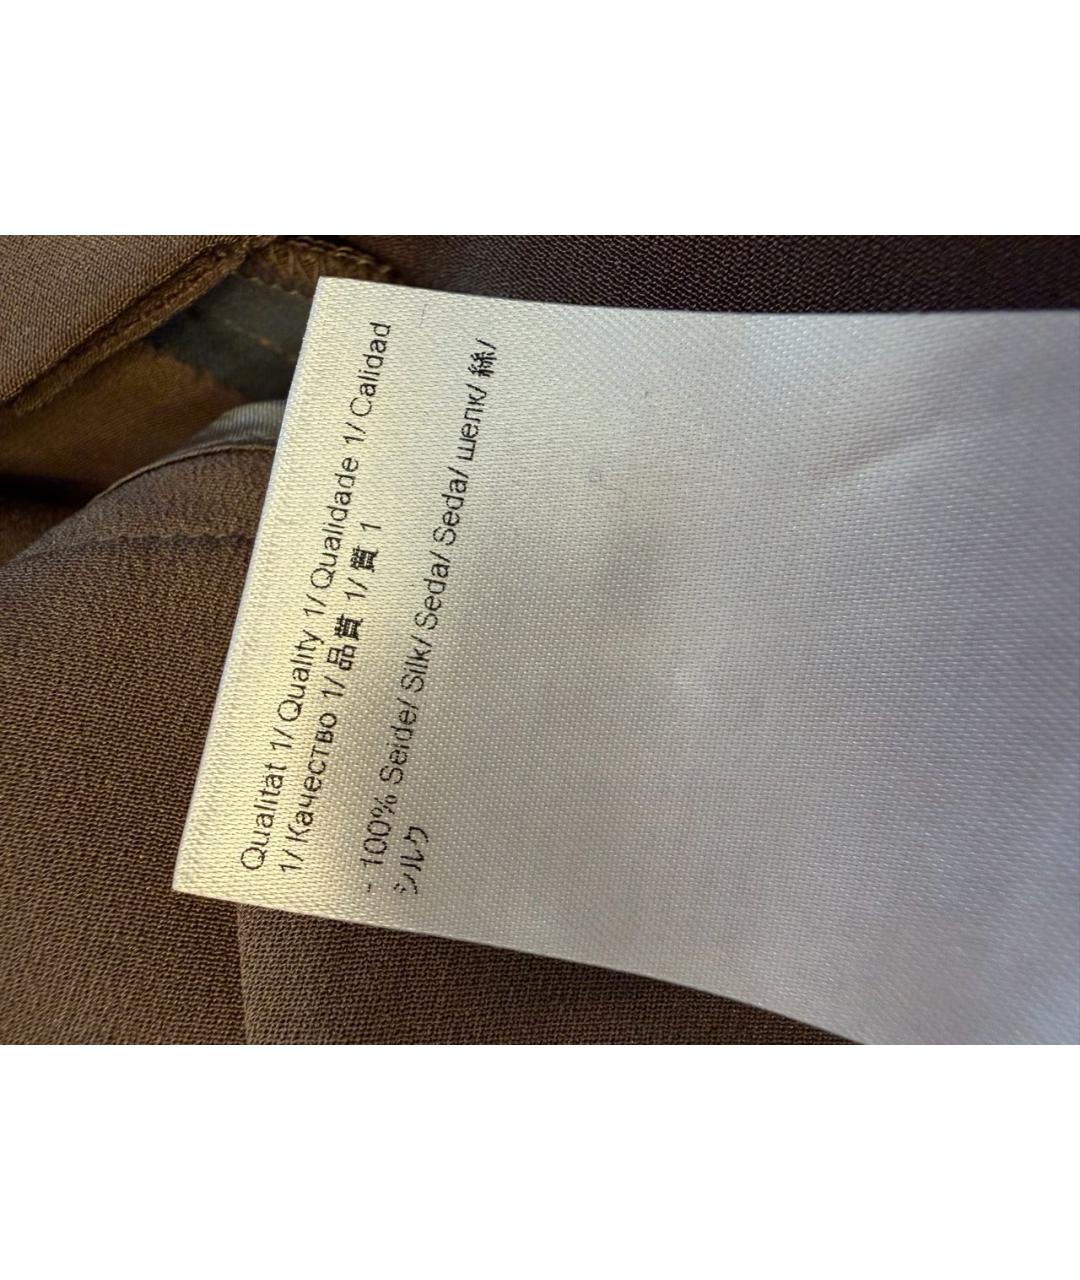 Qualität 1/ Quality 1/ Qualidade 1/ Calidad
1/ Качество 1/ 品質 1/ 質 1
- 100% Seide/ Silk/ Seda/ Seda/ шелк/ 絲/
シルク